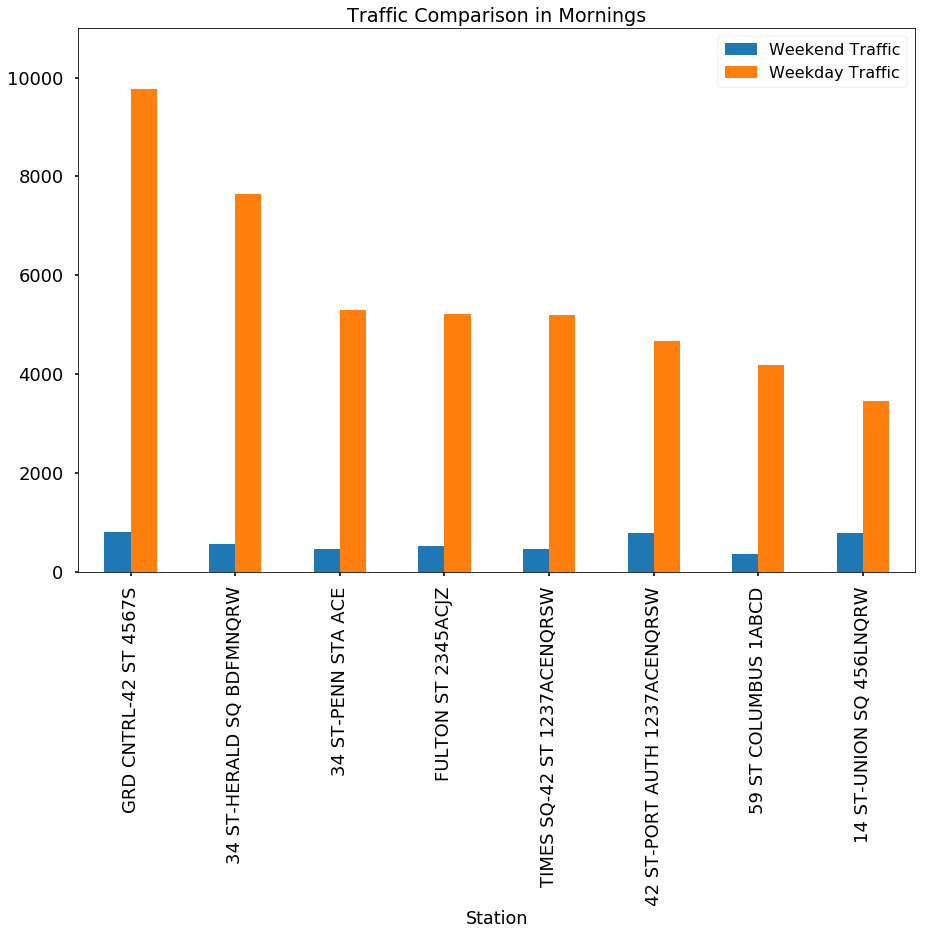 Traffic Comparison in Mornings
Weekend Traffic
Weekday Traffic
10000
8000
6000
4000
2000
0
GRD CNTRL-42 ST 4567S
34 ST-HERALD SQ BDFMNQRW
34 ST-PENN STA ACE
FULTON ST 2345ACJZ
TIMES SQ-42 ST 1237ACENQRSW
42 ST-PORT AUTH 1237ACENQRSW
59 ST COLUMBUS 1ABCD
14 ST-UNION SQ 456LNQRW
Station